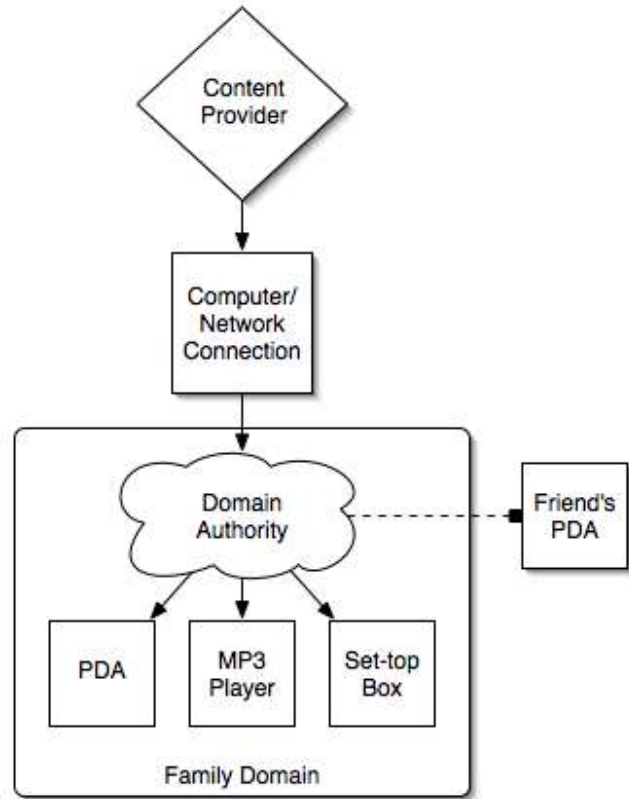 Content
Provider
Computer/
Network
Connection
Domain
Authority
Friend's
PDA
PDA
MP3
Player
Set-top
Box
Family Domain